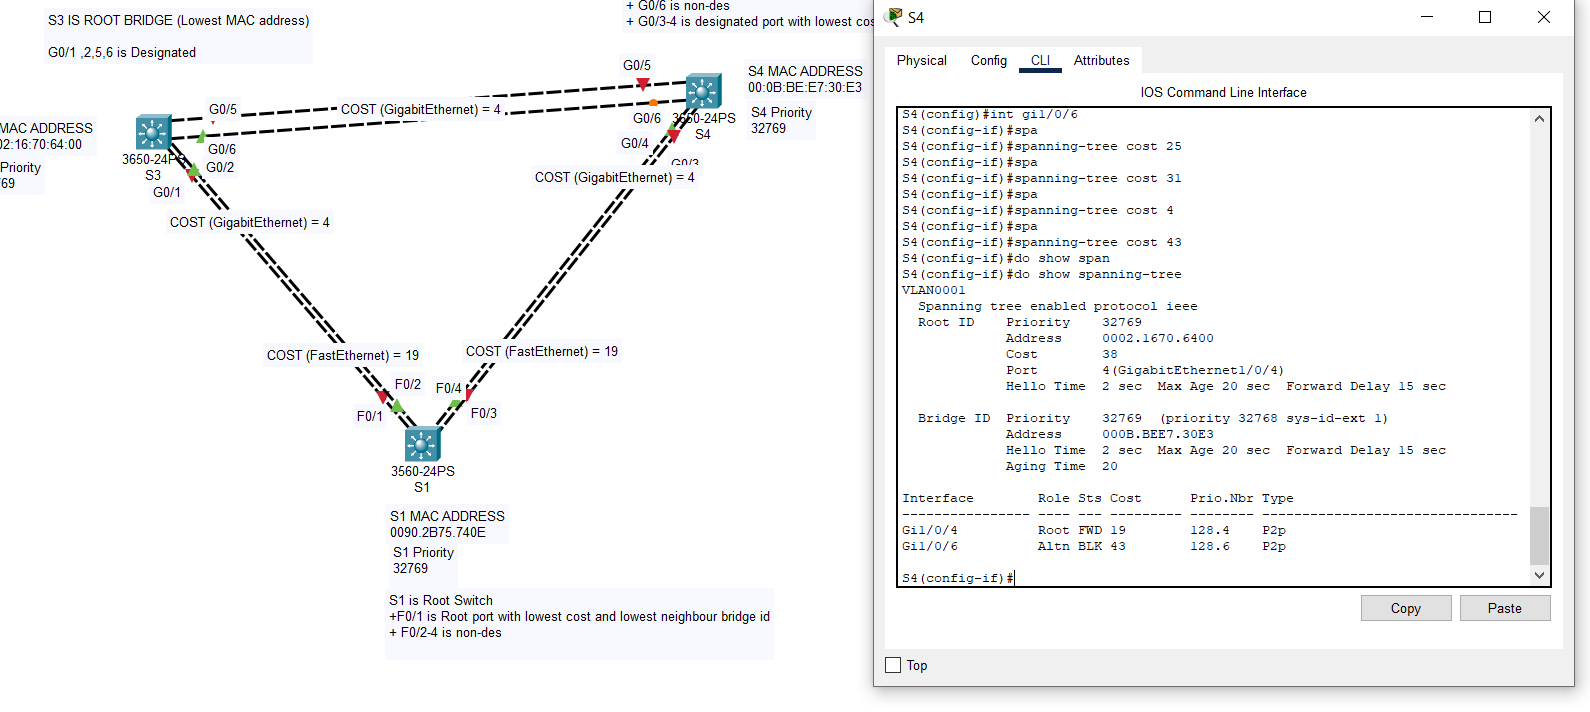 S3 IS ROOT BRIDGE (Lowest MAC address)
G0/1 ,2,5,6 is Designated
+ G0/6 is non-des
+ G0/3-4 is designated port with lowest cos
G0/5
S4 MAC ADDRESS
00:0B:BE:E7:30:E3
G0/5
COST (GigabitEthernet) = 4
S4 Priority
32769
G0/6
3650-24PS
S4
MAC ADDRESS
02:16:70:64:00
G0/6
G0/4
3650-24PS
S3
G0/2
G0/3
Priority
769
G0/1
COST (GigabitEthernet) = 4
COST (GigabitEthernet) = 4
COST (FastEthernet) = 19
COST (FastEthernet) = 19
F0/2
F0/4
F0/1
F0/3
3560-24PS
S1
S1 MAC ADDRESS
0090.2B75.740E
S1 Priority
32769
S1 is Root Switch
+F0/1 is Root port with lowest cost and lowest neighbour bridge id
+ F0/2-4 is non-des
S4
Physical Config CLI Attributes
IOS Command Line Interface
S4(config)#int gi1/0/6
S4(config-if)#spa
S4(config-if)#spanning-tree cost 25
S4(config-if)#spa
S4(config-if)#spanning-tree cost 31
S4(config-if)#spa
S4(config-if)#spanning-tree cost 4
S4(config-if)#spa
S4(config-if)#spanning-tree cost 43
S4(config-if)#do show span
S4(config-if)#do show spanning-tree
VLAN0001
Spanning tree enabled protocol ieee
Root ID Priority 32769
Address 0002.1670.6400
Cost 38
Port 4(GigabitEthernet1/0/4)
Hello Time 2 sec Max Age 20 sec Forward Delay 15 sec
Bridge ID Priority 32769 (priority 32768 sys-id-ext 1)
Address 000B.BEE7.30E3
Hello Time 2 sec Max Age 20 sec Forward Delay 15 sec
Aging Time 20
Interface Role Sts Cost Prio.Nbr Type
---------------- ---- --- --------- -------- --------------------------------
Gi1/0/4 Root FWD 19 128.4 P2p
Gi1/0/6 Altn BLK 43 128.6 P2p
S4(config-if)#
Copy Paste
Top